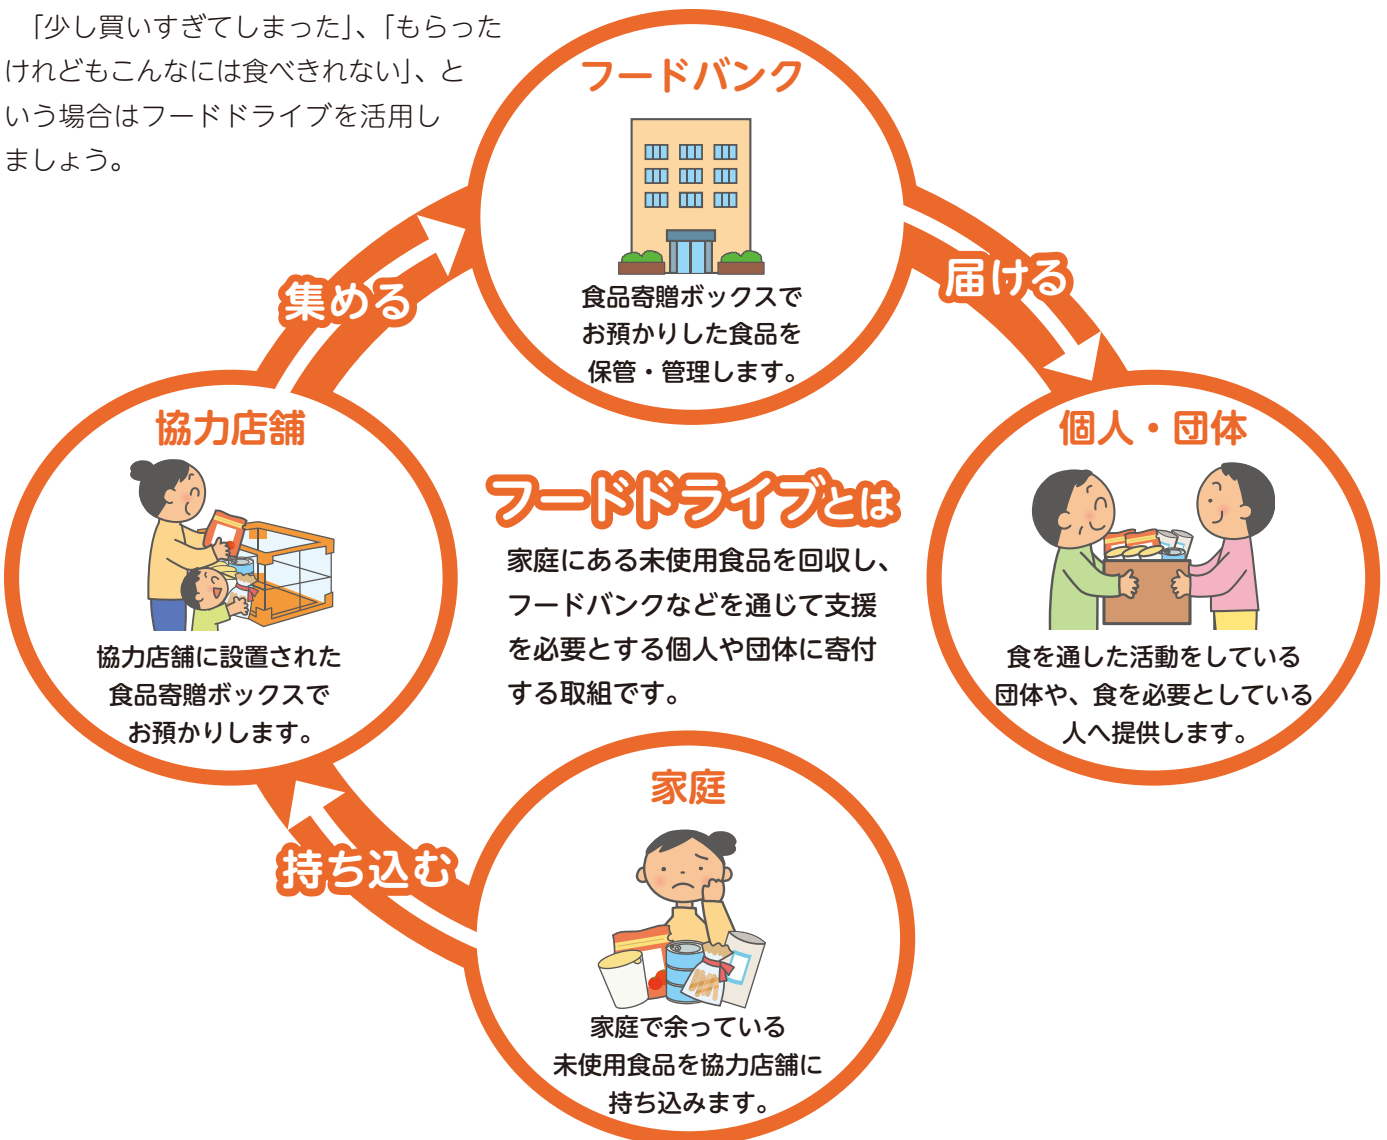 「少し買いすぎてしまった」、「もらった
けれどもこんなには食べきれない」、と
いう場合はフードドライブを活用し
ましょう。
フードバンク
食品寄贈ボックスで
お預かりした食品を
保管・管理します。
集める
届ける
協力店舗
協力店舗に設置された
食品寄贈ボックスで
お預かりします。
フードドライブとは
家庭にある未使用食品を回収し、
フードバンクなどを通じて支援
を必要とする個人や団体に寄付
する取組です。
個人・団体
食を通した活動をしている
団体や、食を必要としている
人へ提供します。
持ち込む
家庭
家庭で余っている
未使用食品を協力店舗に
持ち込みます。